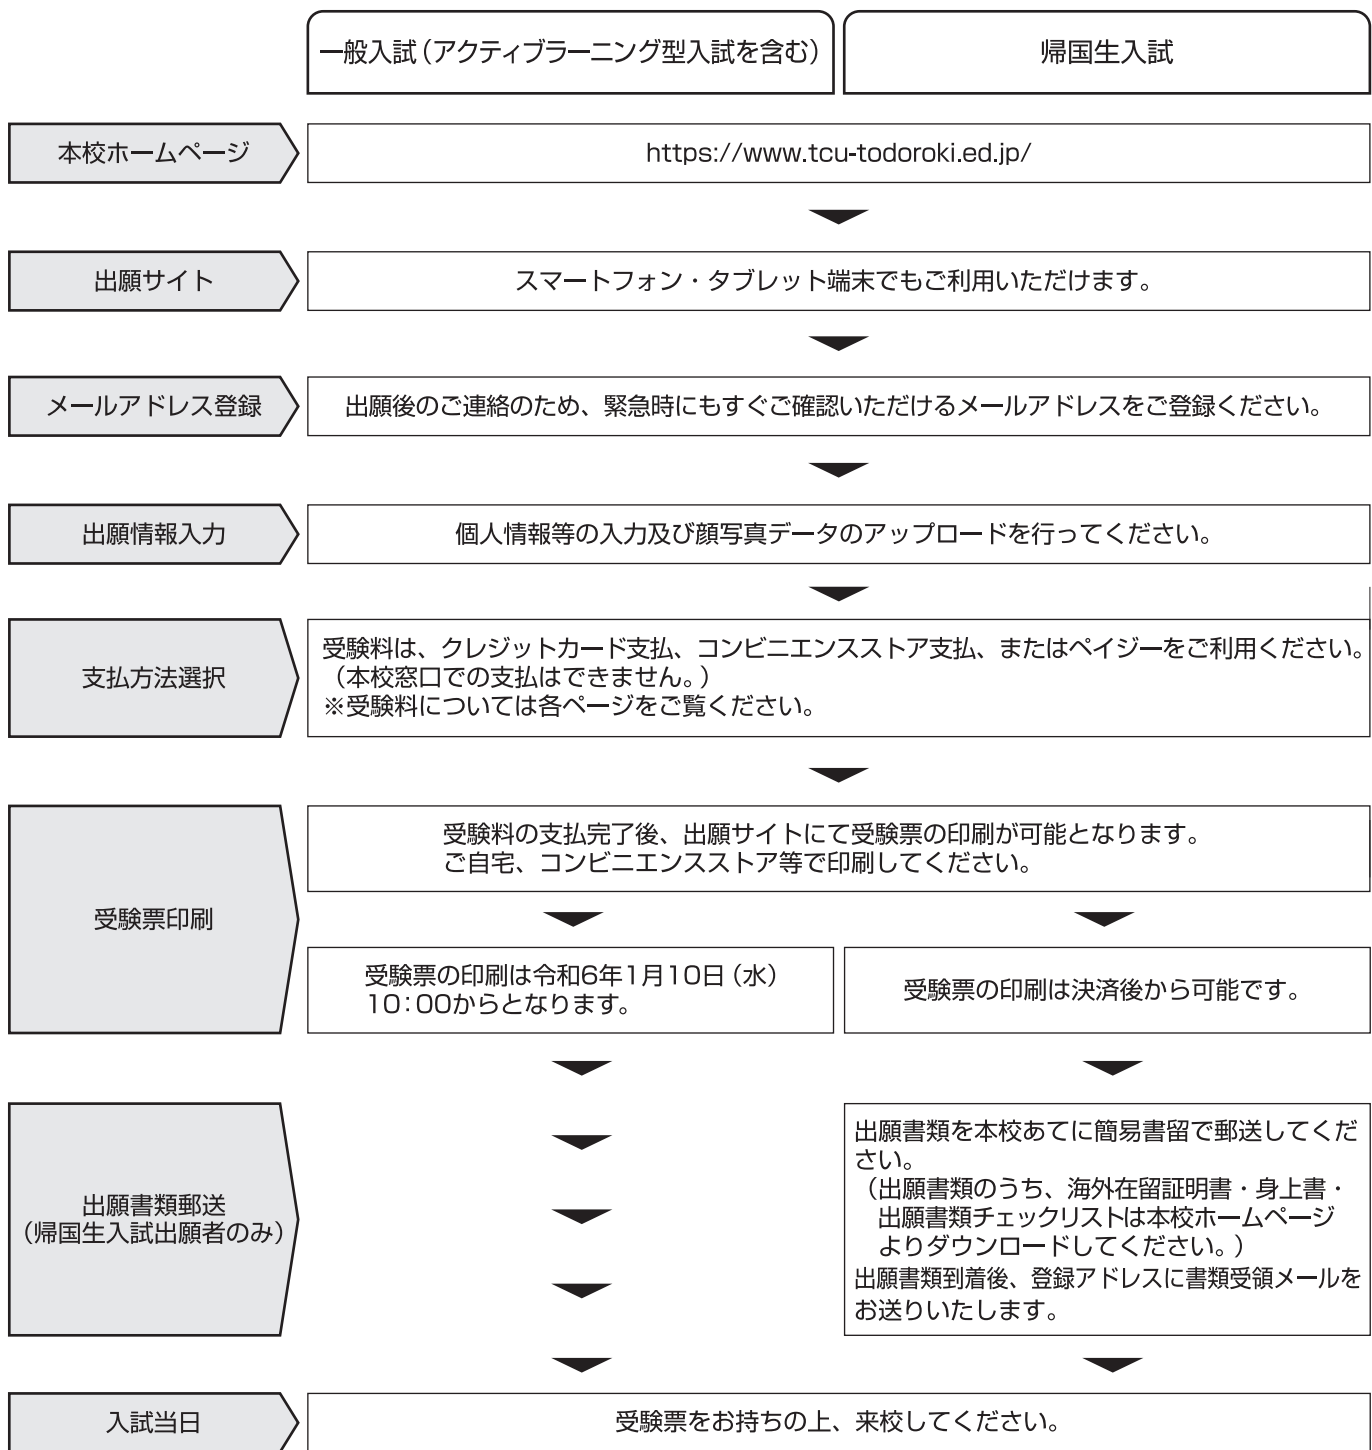 一般入試（アクティブラーニング型入試を含む）
帰国生入試
本校ホームページ
https://www.tcu-todoroki.ed.jp/
出願サイト
スマートフォン・タブレット端末でもご利用いただけます。
メールアドレス登録
出願後のご連絡のため、緊急時にもすぐご確認いただけるメールアドレスをご登録ください。
出願情報入力
個人情報等の入力及び顔写真データのアップロードを行ってください。
支払方法選択
受験料は、クレジットカード支払、コンビニエンスストア支払、またはペイジーをご利用ください。
（本校窓口での支払はできません。）
※受験料については各ページをご覧ください。
受験票印刷
受験料の支払完了後、出願サイトにて受験票の印刷が可能となります。
ご自宅、コンビニエンスストア等で印刷してください。
受験票の印刷は令和6年1月10日（水）
10：00からとなります。
受験票の印刷は決済後から可能です。
出願書類郵送
（帰国生入試出願者のみ）
出願書類を本校あてに簡易書留で郵送してくだ
さい。
（出願書類のうち、海外在留証明書・身上書・
出願書類チェックリストは本校ホームページ
よりダウンロードしてください。）
出願書類到着後、登録アドレスに書類受領メールを
お送りいたします。
入試当日
受験票をお持ちの上、来校してください。